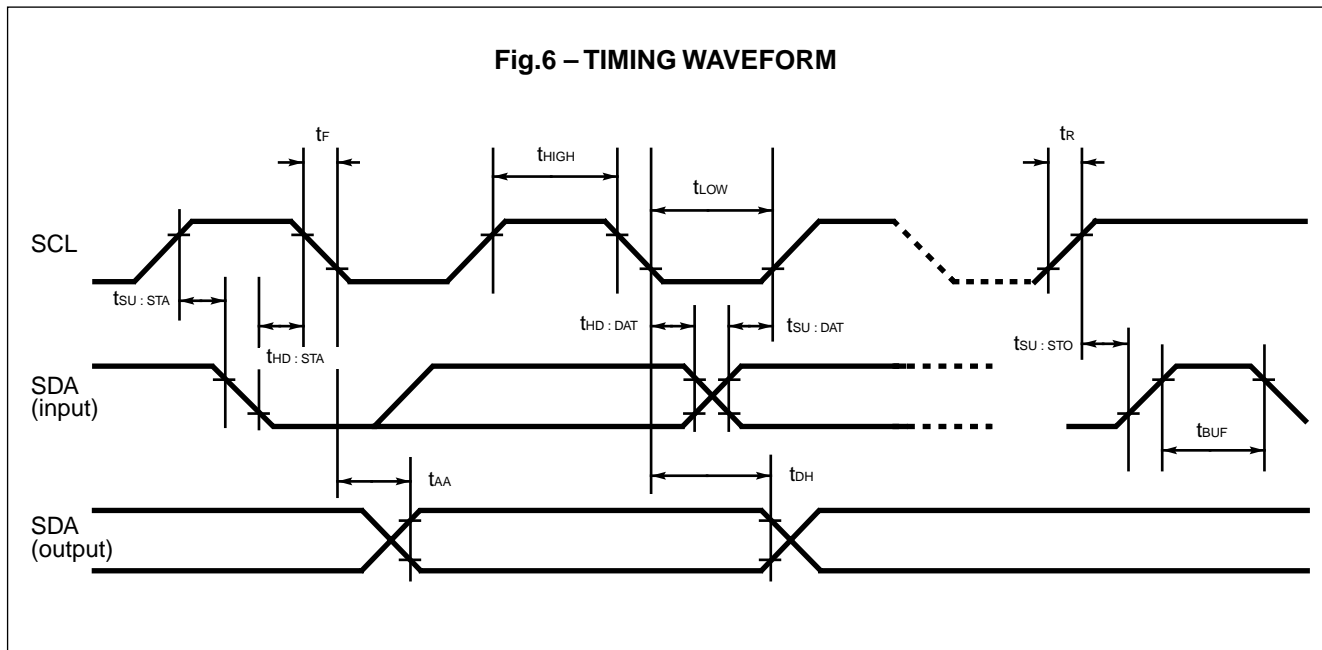 Fig.6 – TIMING WAVEFORM
tF
tHIGH
tLOW
tR
SCL
tSU : STA
tHD : STA
tHD : DAT
tSU : DAT
tSU : STO
SDA
(input)
tBUF
tAA
tDH
SDA
(output)